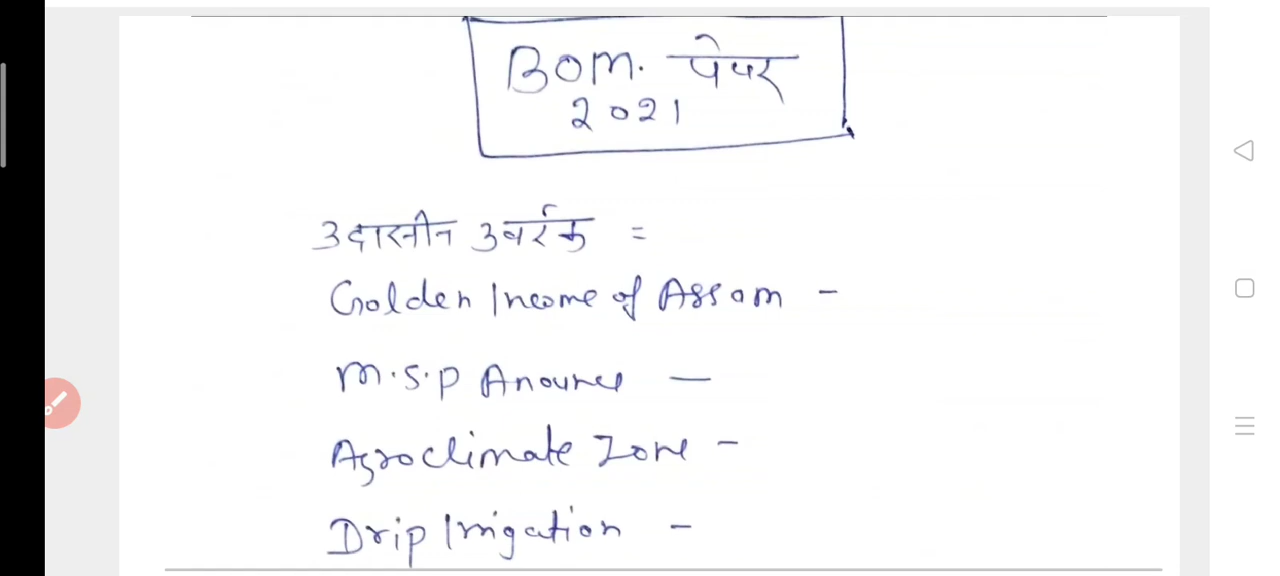 BOM. पेपर
2021
उदासीन उर्वरक =
Golden Income of Assam -
M.S.P Anounce -
Agroclimate Zone -
Drip Irrigation -